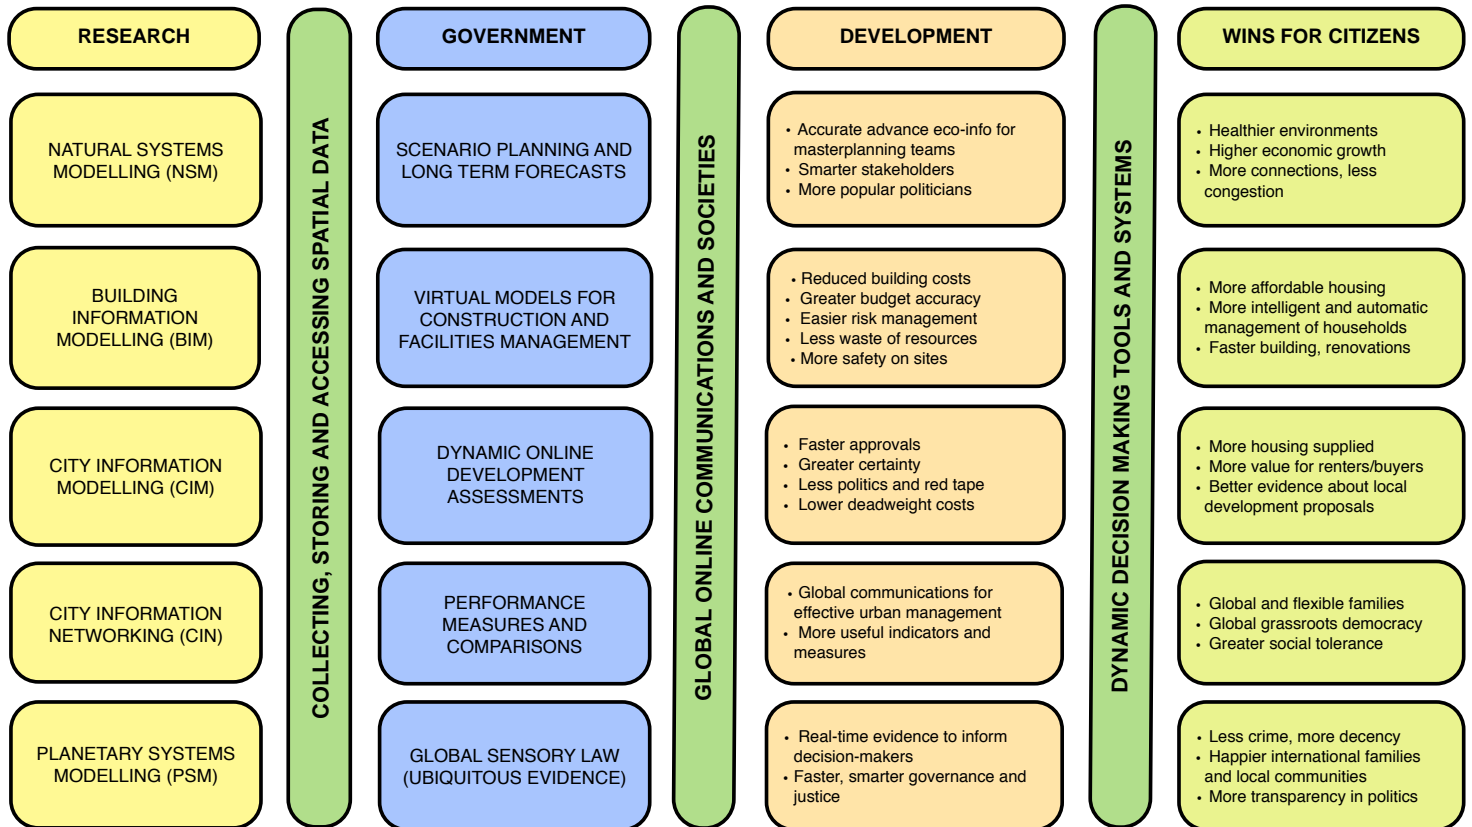 RESEARCH
GOVERNMENT
DEVELOPMENT
WINS FOR CITIZENS
COLLECTING, STORING AND ACCESSING SPATIAL DATA
GLOBAL ONLINE COMMUNICATIONS AND SOCIETIES
DYNAMIC DECISION MAKING TOOLS AND SYSTEMS
NATURAL SYSTEMS
MODELLING (NSM)
SCENARIO PLANNING AND
LONG TERM FORECASTS
• Accurate advance eco-info for
masterplanning teams
• Smarter stakeholders
• More popular politicians
• Healthier environments
• Higher economic growth
• More connections, less
congestion
BUILDING
INFORMATION
MODELLING (BIM)
VIRTUAL MODELS FOR
CONSTRUCTION AND
FACILITIES MANAGEMENT
• Reduced building costs
• Greater budget accuracy
• Easier risk management
• Less waste of resources
• More safety on sites
• More affordable housing
• More intelligent and automatic
management of households
• Faster building, renovations
CITY INFORMATION
MODELLING (CIM)
DYNAMIC ONLINE
DEVELOPMENT
ASSESSMENTS
• Faster approvals
• Greater certainty
• Less politics and red tape
• Lower deadweight costs
• More housing supplied
• More value for renters/buyers
• Better evidence about local
development proposals
CITY INFORMATION
NETWORKING (CIN)
PERFORMANCE
MEASURES AND
COMPARISONS
• Global communications for
effective urban management
• More useful indicators and
measures
• Global and flexible families
• Global grassroots democracy
• Greater social tolerance
PLANETARY SYSTEMS
MODELLING (PSM)
GLOBAL SENSORY LAW
(UBIQUITOUS EVIDENCE)
• Real-time evidence to inform
decision-makers
• Faster, smarter governance and
justice
• Less crime, more decency
• Happier international families
and local communities
• More transparency in politics